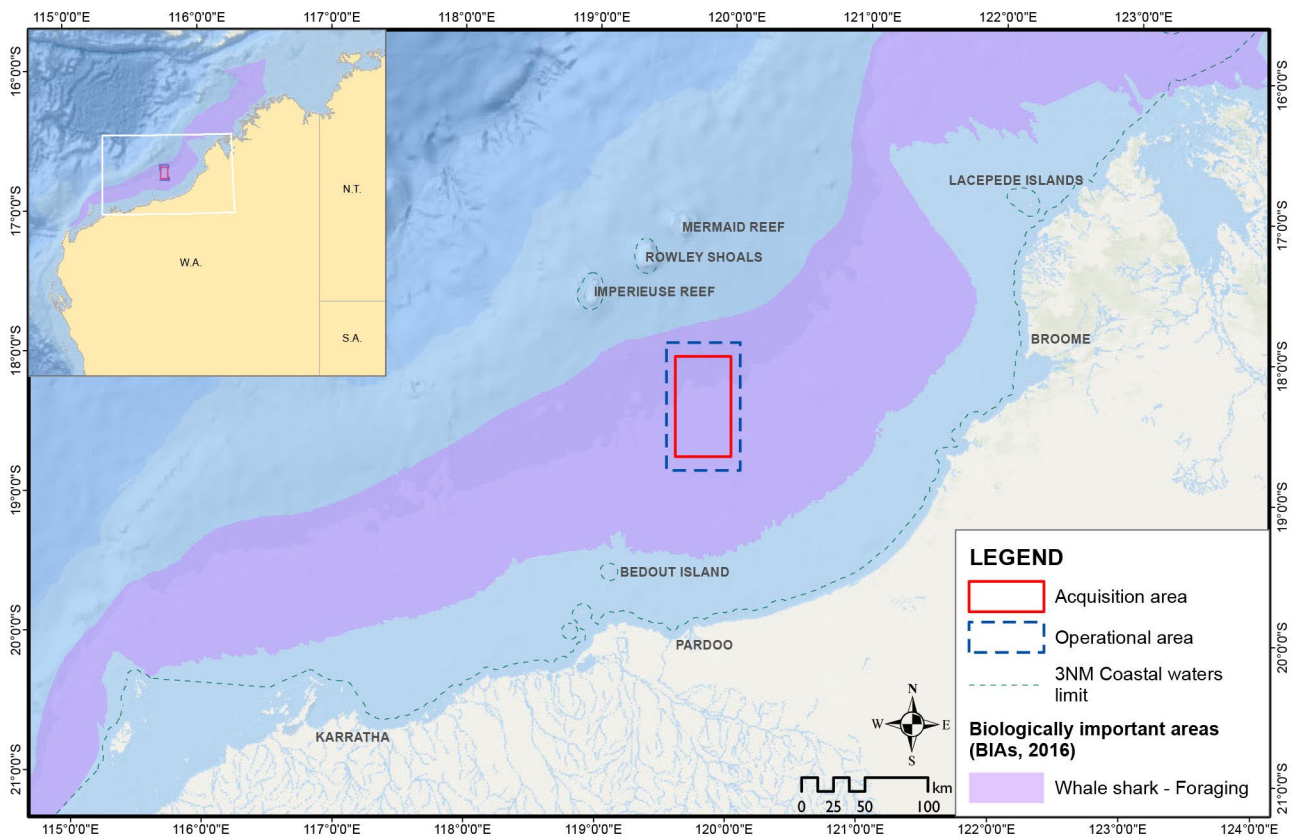 115°0'0"E
116°0'0"E
117°0'0"E
118°0'0"E
119°0'0"E
120°0'0"E
121°0'0"E
122°0'0"E
123°0'0"E
16°0'0"S
17°0'0"S
18°0'0"S
19°0'0"S
20°0'0"S
21°0'0"S
N.T.
W.A.
S.A.
16°0'0"S
17°0'0"S
18°0'0"S
19°0'0"S
20°0'0"S
21°0'0"S
LACEPEDE ISLANDS
MERMAID REEF
ROWLEY SHOALS
IMPERIEUSE REEF
BROOME
BEDOUT ISLAND
PARDOO
KARRATHA
N
W
E
S
km
0 25 50 100
LEGEND
Acquisition area
Operational area
3NM Coastal waters
limit
Biologically important areas
(BIAs, 2016)
Whale shark - Foraging
115°0'0"E
116°0'0"E
117°0'0"E
118°0'0"E
119°0'0"E
120°0'0"E
121°0'0"E
122°0'0"E
123°0'0"E
124°0'0"E